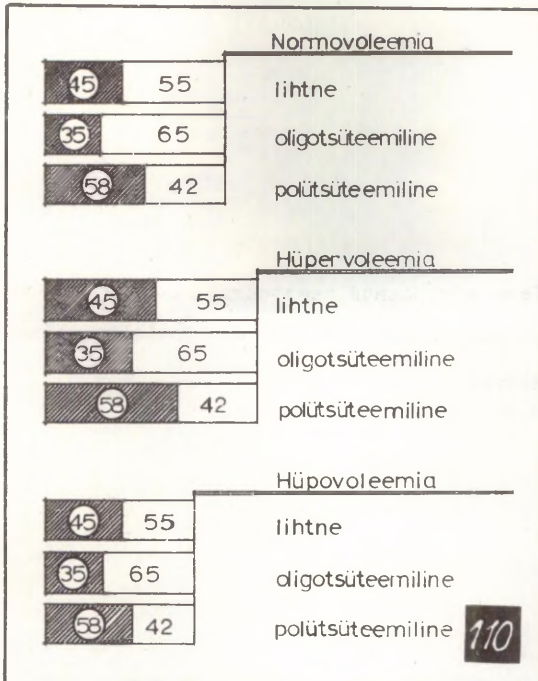 Normovoleemia
45 55 lihtne
35 65 oligotsüteemiline
58 42 polütsüteemiline
Hüpervoleemia
45 55 lihtne
35 65 oligotsüteemiline
58 42 polütsüteemiline
Hüpovoleemia
45 55 lihtne
35 65 oligotsüteemiline
58 42 polütsüteemiline
110